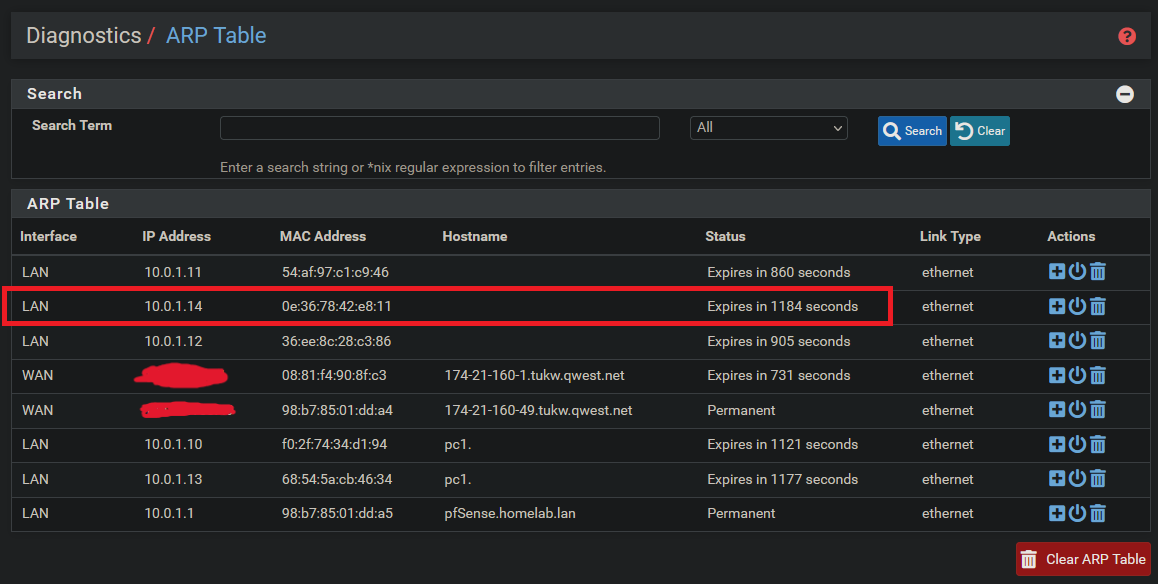 Diagnostics / ARP Table
Search
Search Term All Search Clear
Enter a search string or *nix regular expression to filter entries.
ARP Table
Interface IP Address MAC Address Hostname Status Link Type Actions
LAN 10.0.1.11 54:af:97:c1:c9:46 Expires in 860 seconds ethernet
LAN 10.0.1.14 0e:36:78:42:e8:11 Expires in 1184 seconds ethernet
LAN 10.0.1.12 36:ee:8c:28:c3:86 Expires in 905 seconds ethernet
WAN 08:81:f4:90:8f:c3 174-21-160-1.tukw.qwest.net Expires in 731 seconds ethernet
WAN 98:b7:85:01:dd:a4 174-21-160-49.tukw.qwest.net Permanent ethernet
LAN 10.0.1.10 f0:2f:74:34:d1:94 pc1. Expires in 1121 seconds ethernet
LAN 10.0.1.13 68:54:5a:cb:46:34 pc1. Expires in 1177 seconds ethernet
LAN 10.0.1.1 98:b7:85:01:dd:a5 pfSense.homelab.lan Permanent ethernet
Clear ARP Table